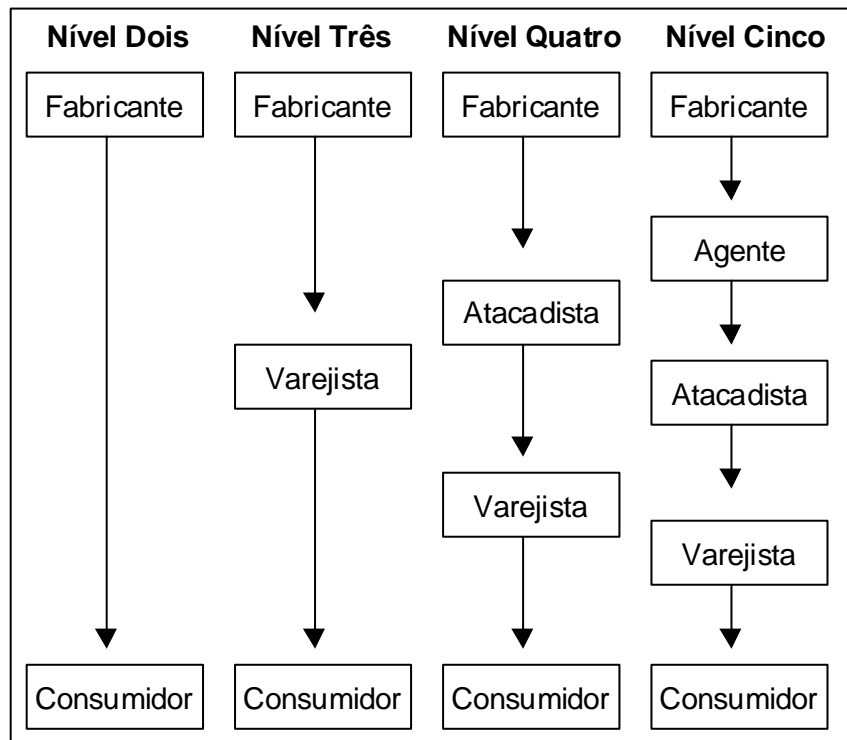 Nível Dois Nível Três Nível Quatro Nível Cinco
Fabricante Fabricante Fabricante Fabricante
Agente
Atacadista
Varejista
Atacadista
Varejista
Varejista
Consumidor Consumidor Consumidor Consumidor